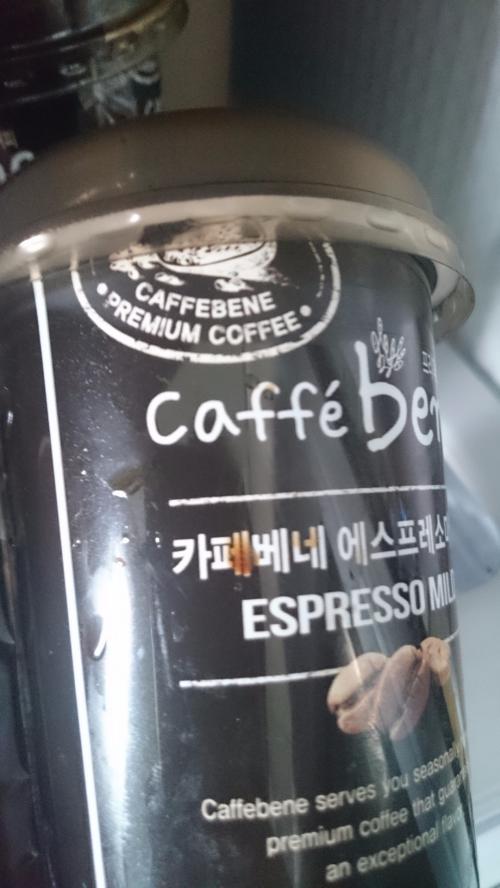 CAFFEBENE
PREMIUM COFFEE
caffé
카페베네
ESPRESSO
Caffebene serves you
premium coffee that
an exceptional